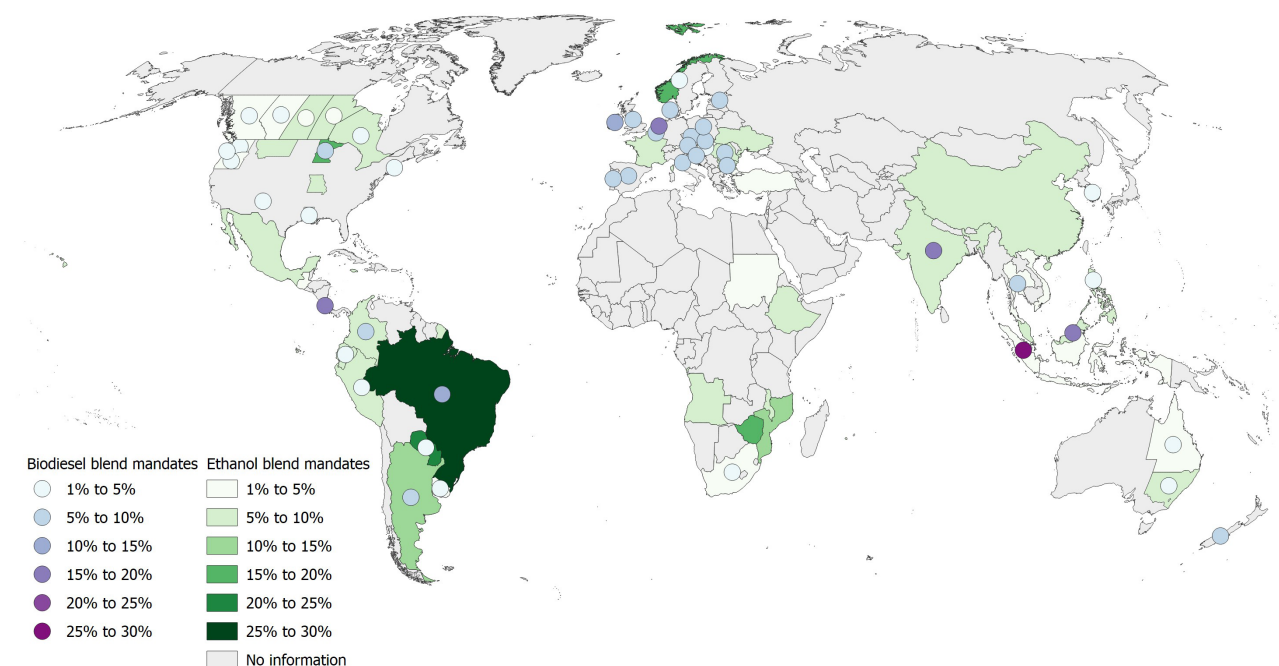 Biodiesel blend mandates
1% to 5%
5% to 10%
10% to 15%
15% to 20%
20% to 25%
25% to 30%
Ethanol blend mandates
1% to 5%
5% to 10%
10% to 15%
15% to 20%
20% to 25%
25% to 30%
No information